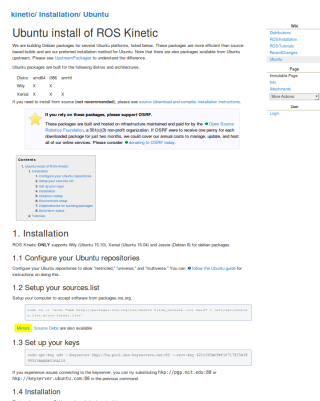 kinetic/ Installation/ Ubuntu
Ubuntu install of ROS Kinetic
We are building Debian packages for several Ubuntu platforms, listed below. These packages are more efficient than source-
based builds and are our preferred installation method for Ubuntu. Note that there are also packages available from Ubuntu
upstream. Please see UpstreamPackages to understand the difference.
Ubuntu packages are built for the following distros and architectures.
Distro amd64 i386 armhf
Wily X X
Xenial X X X
If you need to install from source (not recommended), please see source (download-and-compile) installation instructions.
If you rely on these packages, please support OSRF.
These packages are built and hosted on infrastructure maintained and paid for by the Open Source
Robotics Foundation, a 501(c)(3) non-profit organization. If OSRF were to receive one penny for each
downloaded package for just two months, we could cover our annual costs to manage, update, and host
all of our online services. Please consider donating to OSRF today.
Contents
1. Ubuntu install of ROS Kinetic
1. Installation
1. Configure your Ubuntu repositories
2. Setup your sources.list
3. Set up your keys
4. Installation
5. Initialize rosdep
6. Environment setup
7. Dependencies for building packages
8. Build farm status
2. Tutorials
1. Installation
ROS Kinetic ONLY supports Wily (Ubuntu 15.10), Xenial (Ubuntu 16.04) and Jessie (Debian 8) for debian packages.
1.1 Configure your Ubuntu repositories
Configure your Ubuntu repositories to allow "restricted," "universe," and "multiverse." You can follow the Ubuntu guide for
instructions on doing this.
1.2 Setup your sources.list
Setup your computer to accept software from packages.ros.org.
Mirrors Source Debs are also available
1.3 Set up your keys
If you experience issues connecting to the keyserver, you can try substituting hkp://pgp.mit.edu:80 or
hkp://keyserver.ubuntu.com:80 in the previous command.
1.4 Installation
Wiki
Distributions
ROS/Installation
ROS/Tutorials
RecentChanges
Ubuntu
Page
Immutable Page
Info
Attachments
More Actions:
User
Login